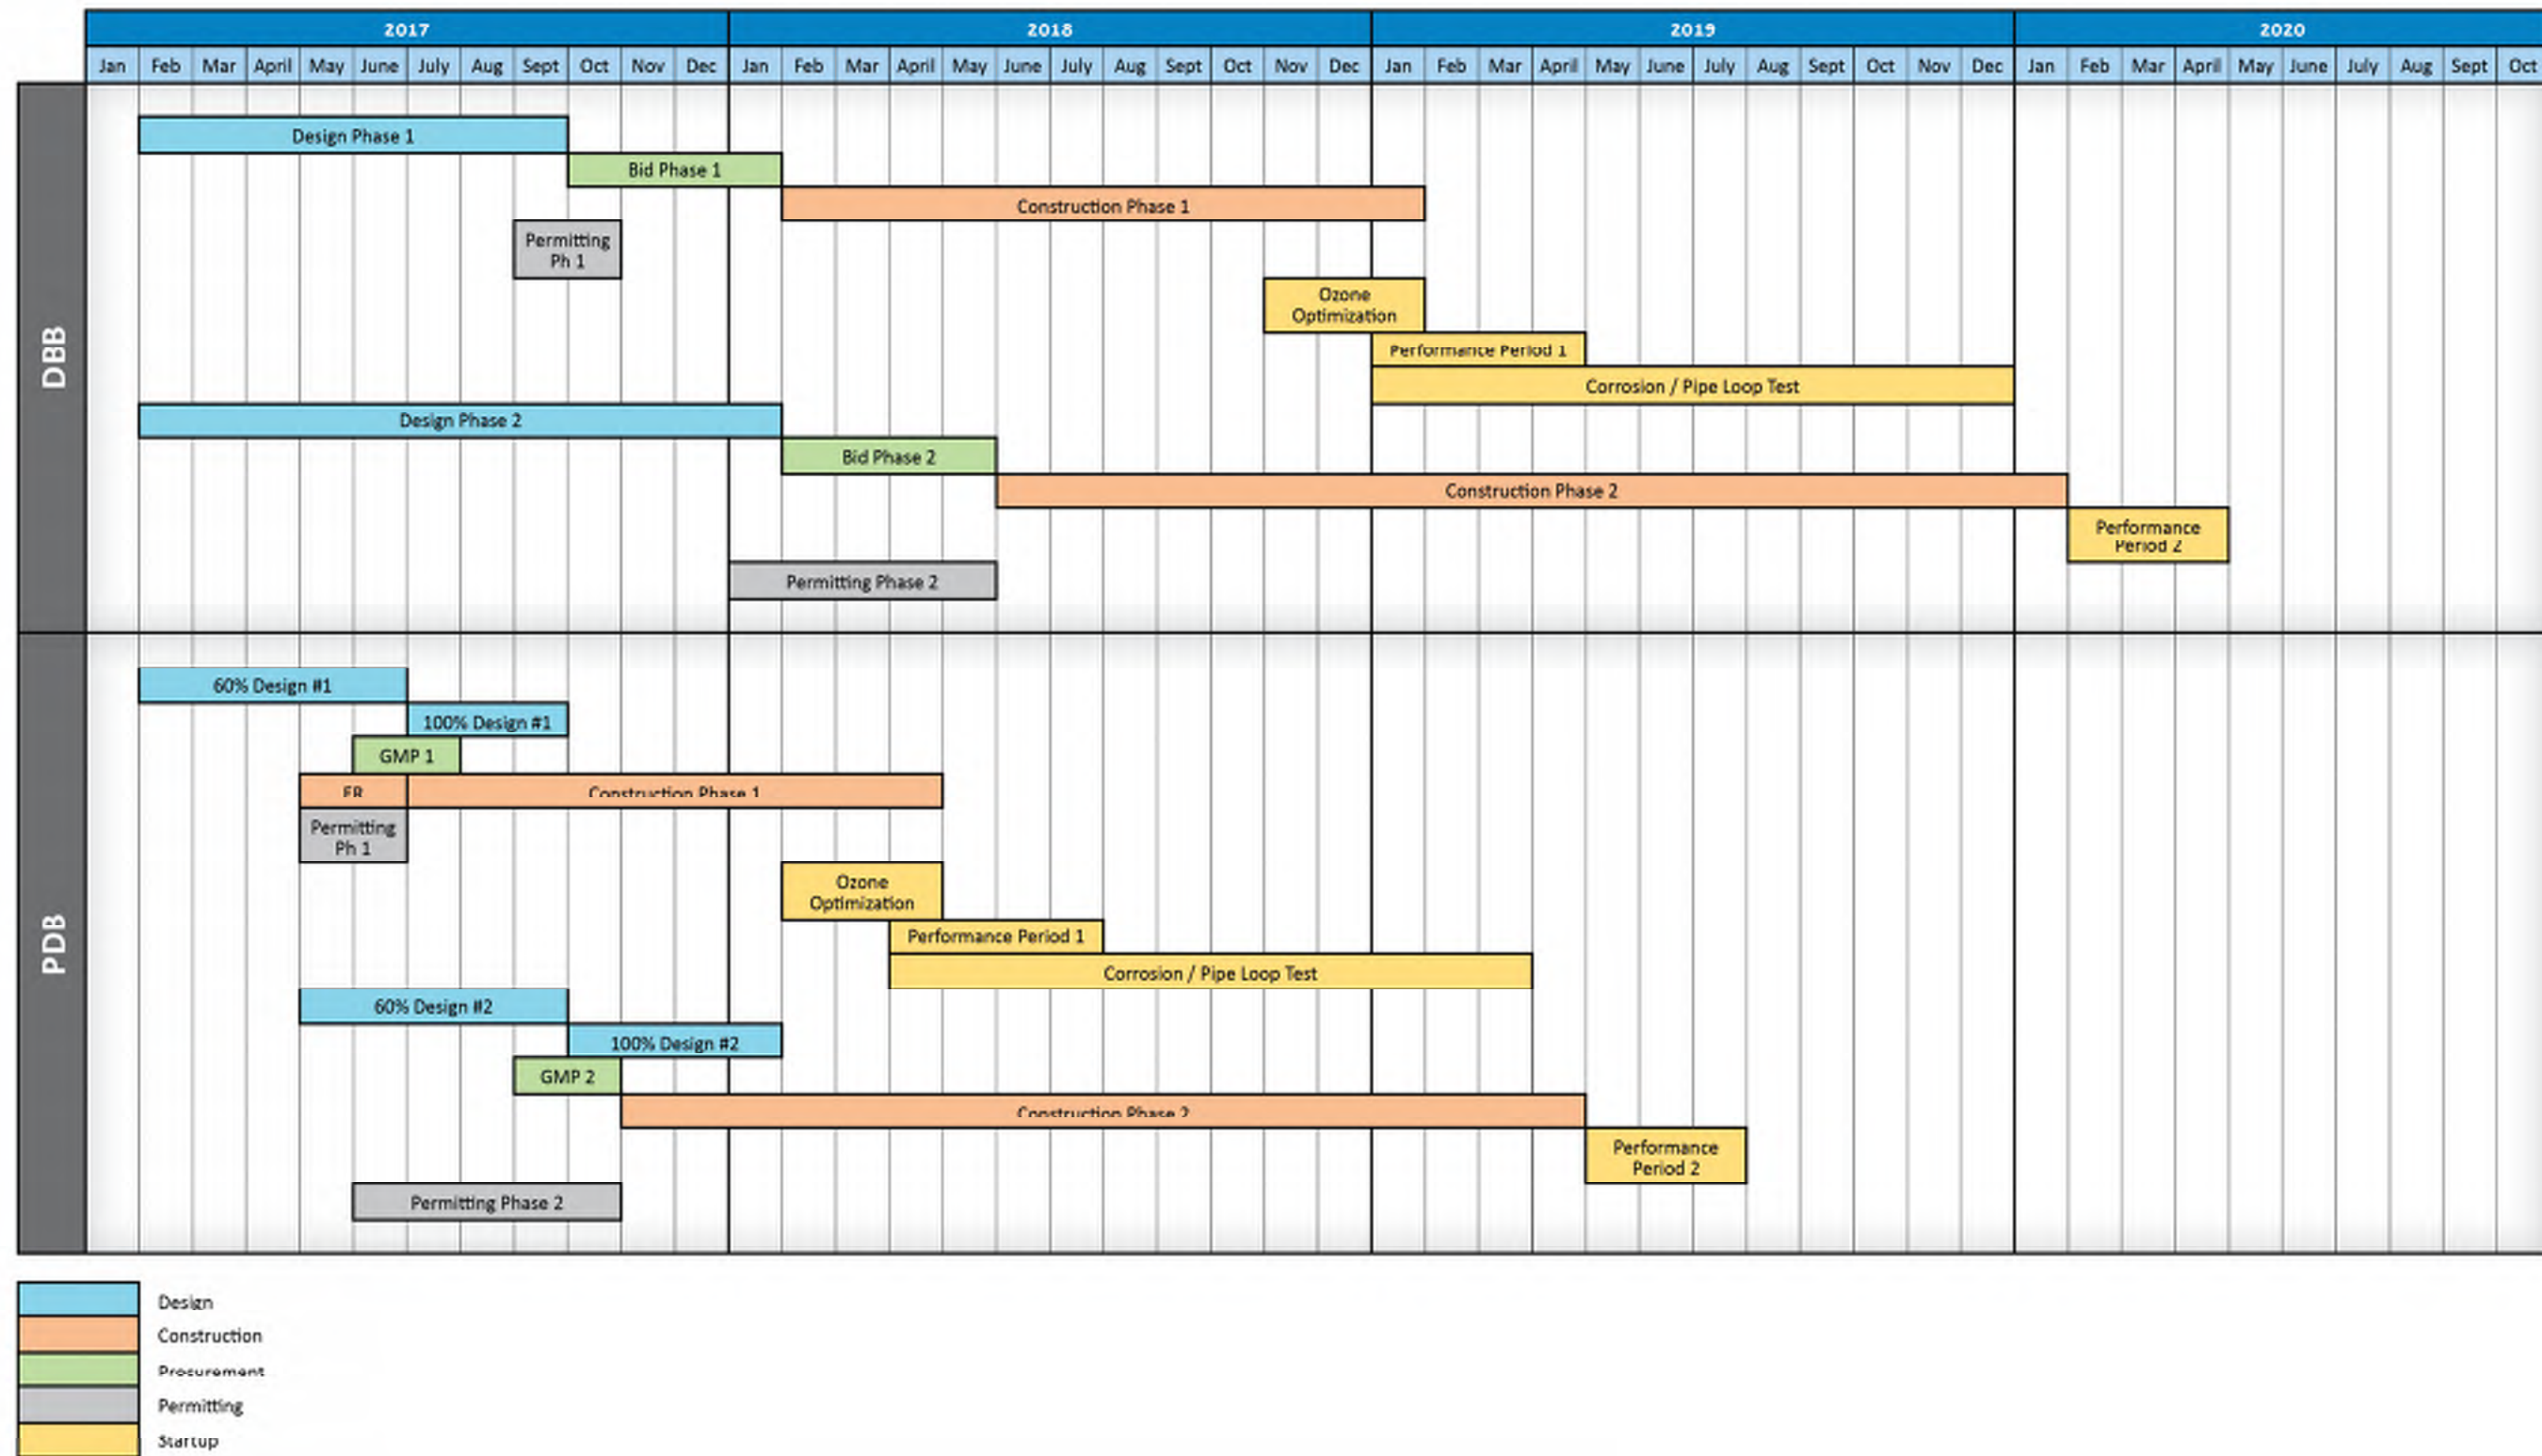 2017 2018 2019 2020
Jan Feb Mar April May June July Aug Sept Oct Nov Dec Jan Feb Mar April May June July Aug Sept Oct Nov Dec Jan Feb Mar April May June July Aug Sept Oct Nov Dec Jan Feb Mar April May June July Aug Sept Oct
DBB
Design Phase 1
Bid Phase 1
Construction Phase 1
Permitting
Ph 1
Ozone
Optimization
Performance Period 1
Corrosion / Pipe Loop Test
Design Phase 2
Bid Phase 2
Construction Phase 2
Performance
Period 2
Permitting Phase 2
PDB
60% Design #1
100% Design #1
GMP 1
Construction Phase 1
Permitting
Ph 1
Ozone
Optimization
Performance Period 1
Corrosion / Pipe Loop Test
60% Design #2
100% Design #2
GMP 2
Construction Phase 2
Performance
Period 2
Permitting Phase 2
Design
Construction
Procurement
Permitting
Startup